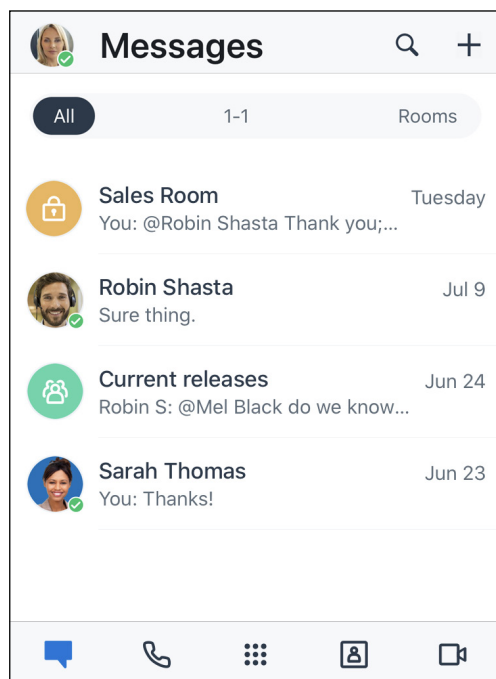 Messages
All
1-1
Rooms
Sales Room
Tuesday
You: @Robin Shasta Thank you;...
Robin Shasta
Jul 9
Sure thing.
Current releases
Jun 24
Robin S: @Mel Black do we know...
Sarah Thomas
Jun 23
You: Thanks!